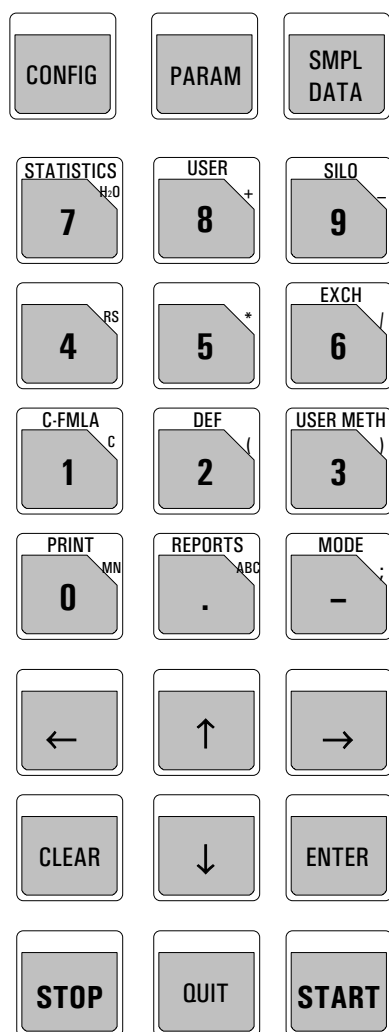 CONFIG PARAM SMPL DATA
STATISTICS USER SILO
H2O + –
7 8 9
EXCH
RS * /
4 5 6
C-FMLA DEF USER METH
C ( )
1 2 3
PRINT REPORTS MODE
MN ABC ;
0 . –
← ↑ →
CLEAR ↓ ENTER
STOP QUIT START